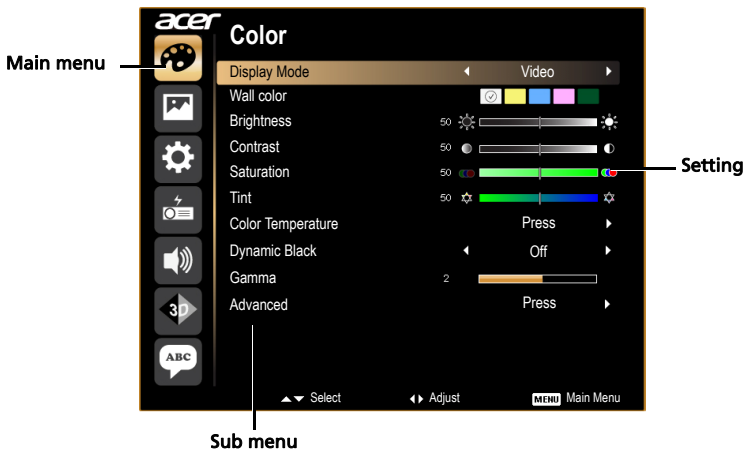 acer
Color
Main menu
Display Mode Video
Wall color
Brightness 50
Contrast 50
Saturation 50
Setting
Tint 50
Color Temperature Press
Dynamic Black Off
Gamma 2
3D
Advanced Press
ABC
Select Adjust MENU Main Menu
Sub menu